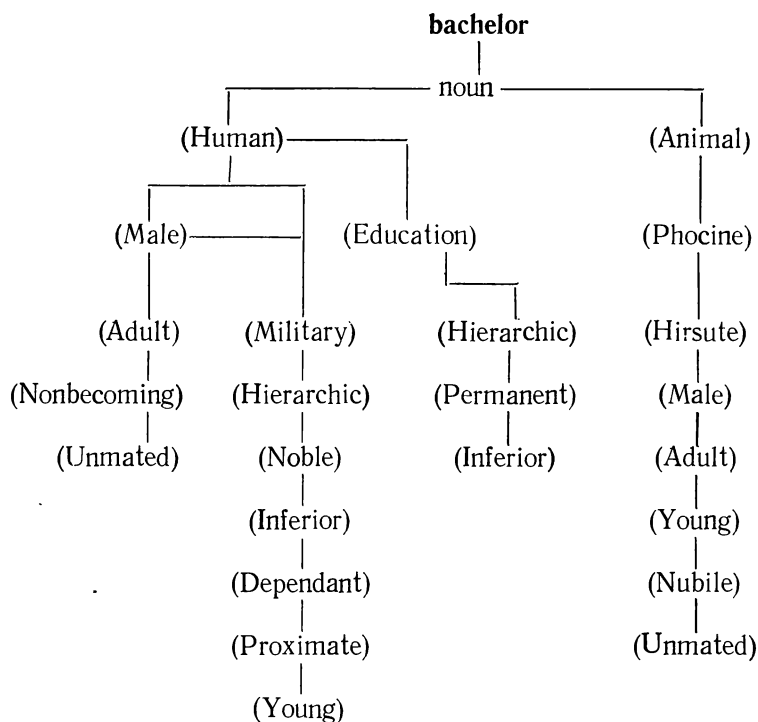 bachelor
noun
(Human) (Animal)
(Male) (Education) (Phocine)
(Adult) (Military) (Hierarchic) (Hirsute)
(Nonbecoming) (Hierarchic) (Permanent) (Male)
(Unmated) (Noble) (Inferior) (Adult)
(Inferior) (Young)
(Dependant) (Nubile)
(Proximate) (Unmated)
(Young)